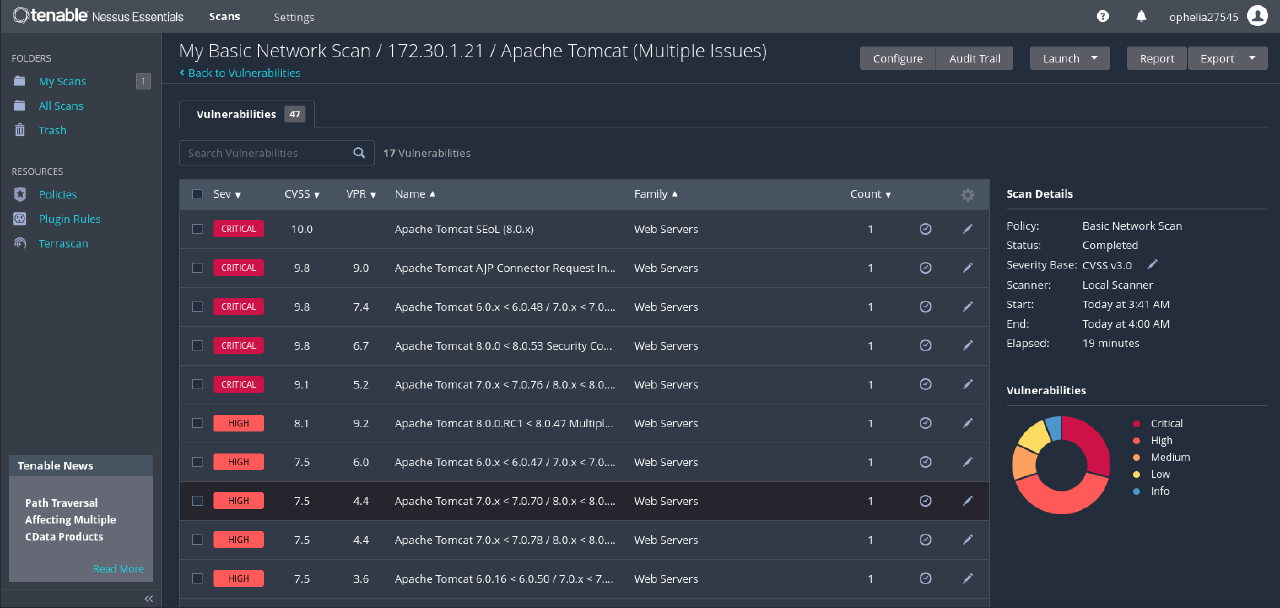 tenable Nessus Essentials Scans Settings ophelia27545
FOLDERS
My Scans 1
All Scans
Trash
RESOURCES
Policies
Plugin Rules
Terrascan
Tenable News
Path Traversal
Affecting Multiple
CData Products
Read More
My Basic Network Scan / 172.30.1.21 / Apache Tomcat (Multiple Issues)
Back to Vulnerabilities
Configure Audit Trail Launch Report Export
Vulnerabilities 47
Search Vulnerabilities 17 Vulnerabilities
Sev CVSS VPR Name Family Count
CRITICAL 10.0 Apache Tomcat SEoL (8.0.x) Web Servers 1
CRITICAL 9.8 9.0 Apache Tomcat AJP Connector Request In... Web Servers 1
CRITICAL 9.8 7.4 Apache Tomcat 6.0.x < 6.0.48 / 7.0.x < 7.0.... Web Servers 1
CRITICAL 9.8 6.7 Apache Tomcat 8.0.0 < 8.0.53 Security Co... Web Servers 1
CRITICAL 9.1 5.2 Apache Tomcat 7.0.x < 7.0.76 / 8.0.x < 8.0.... Web Servers 1
HIGH 8.1 9.2 Apache Tomcat 8.0.0.RC1 < 8.0.47 Multipl... Web Servers 1
HIGH 7.5 6.0 Apache Tomcat 6.0.x < 6.0.47 / 7.0.x < 7.0.... Web Servers 1
HIGH 7.5 4.4 Apache Tomcat 7.0.x < 7.0.70 / 8.0.x < 8.0.... Web Servers 1
HIGH 7.5 4.4 Apache Tomcat 7.0.x < 7.0.78 / 8.0.x < 8.0.... Web Servers 1
HIGH 7.5 3.6 Apache Tomcat 6.0.16 < 6.0.50 / 7.0.x < 7.... Web Servers 1
Scan Details
Policy: Basic Network Scan
Status: Completed
Severity Base: CVSS v3.0
Scanner: Local Scanner
Start: Today at 3:41 AM
End: Today at 4:00 AM
Elapsed: 19 minutes
Vulnerabilities
Critical
High
Medium
Low
Info